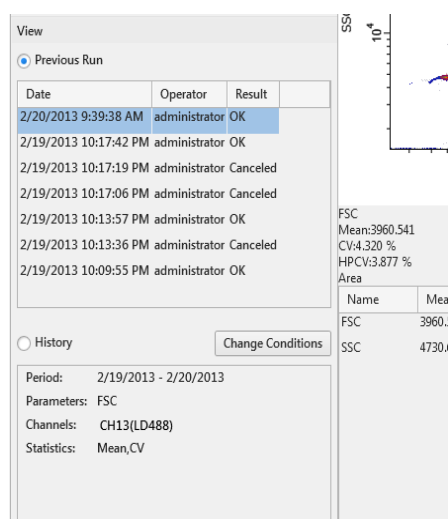 View
Previous Run
Date Operator Result
2/20/2013 9:39:38 AM administrator OK
2/19/2013 10:17:42 PM administrator OK
2/19/2013 10:17:19 PM administrator Canceled
2/19/2013 10:17:06 PM administrator Canceled
2/19/2013 10:13:57 PM administrator OK
2/19/2013 10:13:36 PM administrator Canceled
2/19/2013 10:09:55 PM administrator OK
History Change Conditions
Period: 2/19/2013 - 2/20/2013
Parameters: FSC
Channels: CH13(LD488)
Statistics: Mean,CV
10^4
FSC
Mean:3960.541
CV:4.320 %
HPCV:3.877 %
Area
Name
FSC
SSC